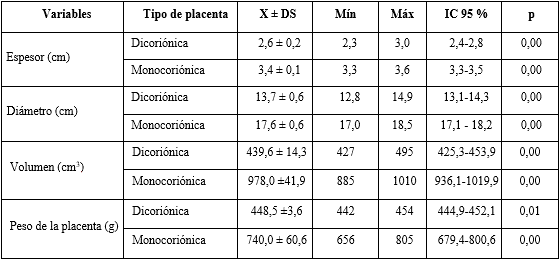 Variables Tipo de placenta X ± DS Mín Máx IC 95 % p
Espesor (cm) Dicoriónica 2,6 ± 0,2 2,3 3,0 2,4-2,8 0,00
Monocoriónica 3,4 ± 0,1 3,3 3,6 3,3-3,5 0,00
Diámetro (cm) Dicoriónica 13,7 ± 0,6 12,8 14,9 13,1-14,3 0,00
Monocoriónica 17,6 ± 0,6 17,0 18,5 17,1 - 18,2 0,00
Volumen (cm³) Dicoriónica 439,6 ± 14,3 427 495 425,3-453,9 0,00
Monocoriónica 978,0 ±41,9 885 1010 936,1-1019,9 0,00
Peso de la placenta (g) Dicoriónica 448,5 ±3,6 442 454 444,9-452,1 0,01
Monocoriónica 740,0 ± 60,6 656 805 679,4-800,6 0,00